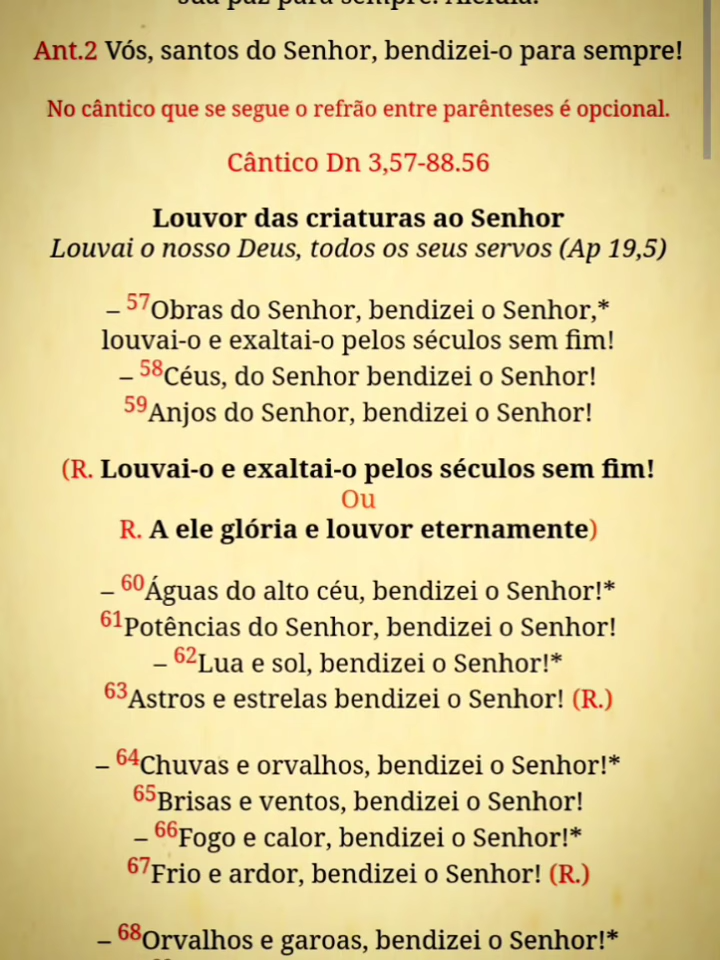 sua paz para sempre. Aleluia.
Ant.2 Vós, santos do Senhor, bendizei-o para sempre!
No cântico que se segue o refrão entre parênteses é opcional.
Cântico Dn 3,57-88.56
Louvor das criaturas ao Senhor
Louvai o nosso Deus, todos os seus servos (Ap 19,5)
– 57Obras do Senhor, bendizei o Senhor,*
louvai-o e exaltai-o pelos séculos sem fim!
– 58Céus, do Senhor bendizei o Senhor!
59Anjos do Senhor, bendizei o Senhor!
(R. Louvai-o e exaltai-o pelos séculos sem fim!
Ou
R. A ele glória e louvor eternamente)
– 60Águas do alto céu, bendizei o Senhor!*
61Potências do Senhor, bendizei o Senhor!
– 62Lua e sol, bendizei o Senhor!*
63Astros e estrelas bendizei o Senhor! (R.)
– 64Chuvas e orvalhos, bendizei o Senhor!*
65Brisas e ventos, bendizei o Senhor!
– 66Fogo e calor, bendizei o Senhor!*
67Frio e ardor, bendizei o Senhor! (R.)
– 68Orvalhos e garoas, bendizei o Senhor!*